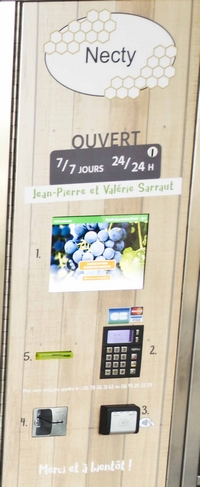 Necty
OUVERT
7/7 JOURS 24/24 H
Jean-Pierre et Valérie Sarraut
1.
2.
5.
3.
4.
Merci et à bientôt !